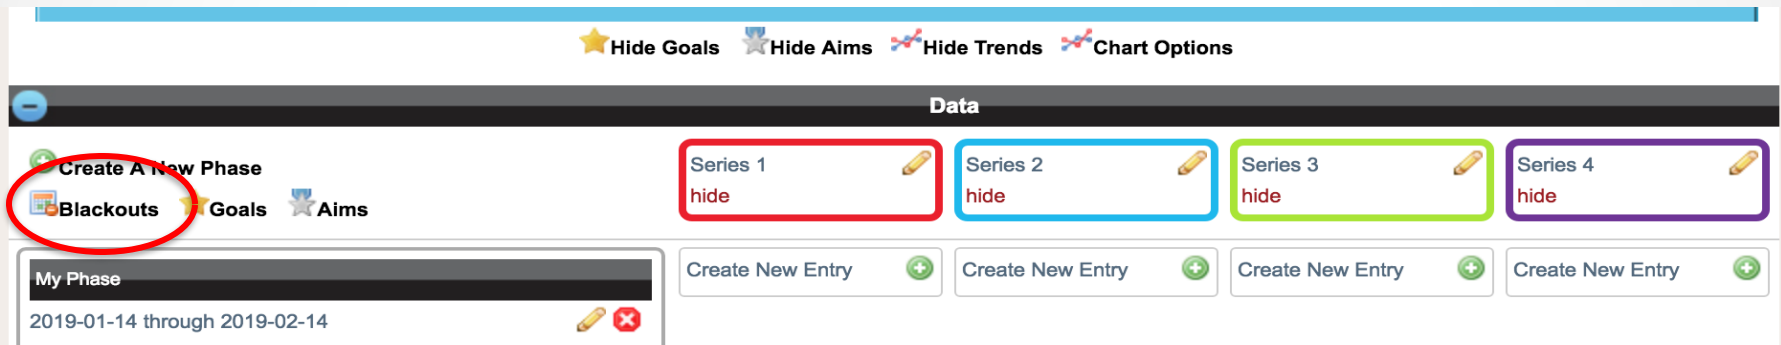 Hide Goals Hide Aims Hide Trends Chart Options
Data
Create A New Phase
Blackouts Goals Aims
Series 1
hide
Series 2
hide
Series 3
hide
Series 4
hide
My Phase
2019-01-14 through 2019-02-14
Create New Entry
Create New Entry
Create New Entry
Create New Entry